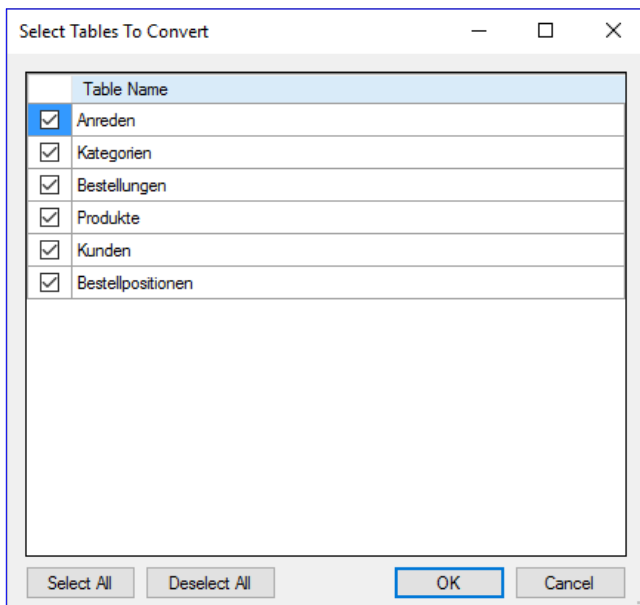 Select Tables To Convert
Table Name
Anreden
Kategorien
Bestellungen
Produkte
Kunden
Bestellpositionen
Select All Deselect All OK Cancel